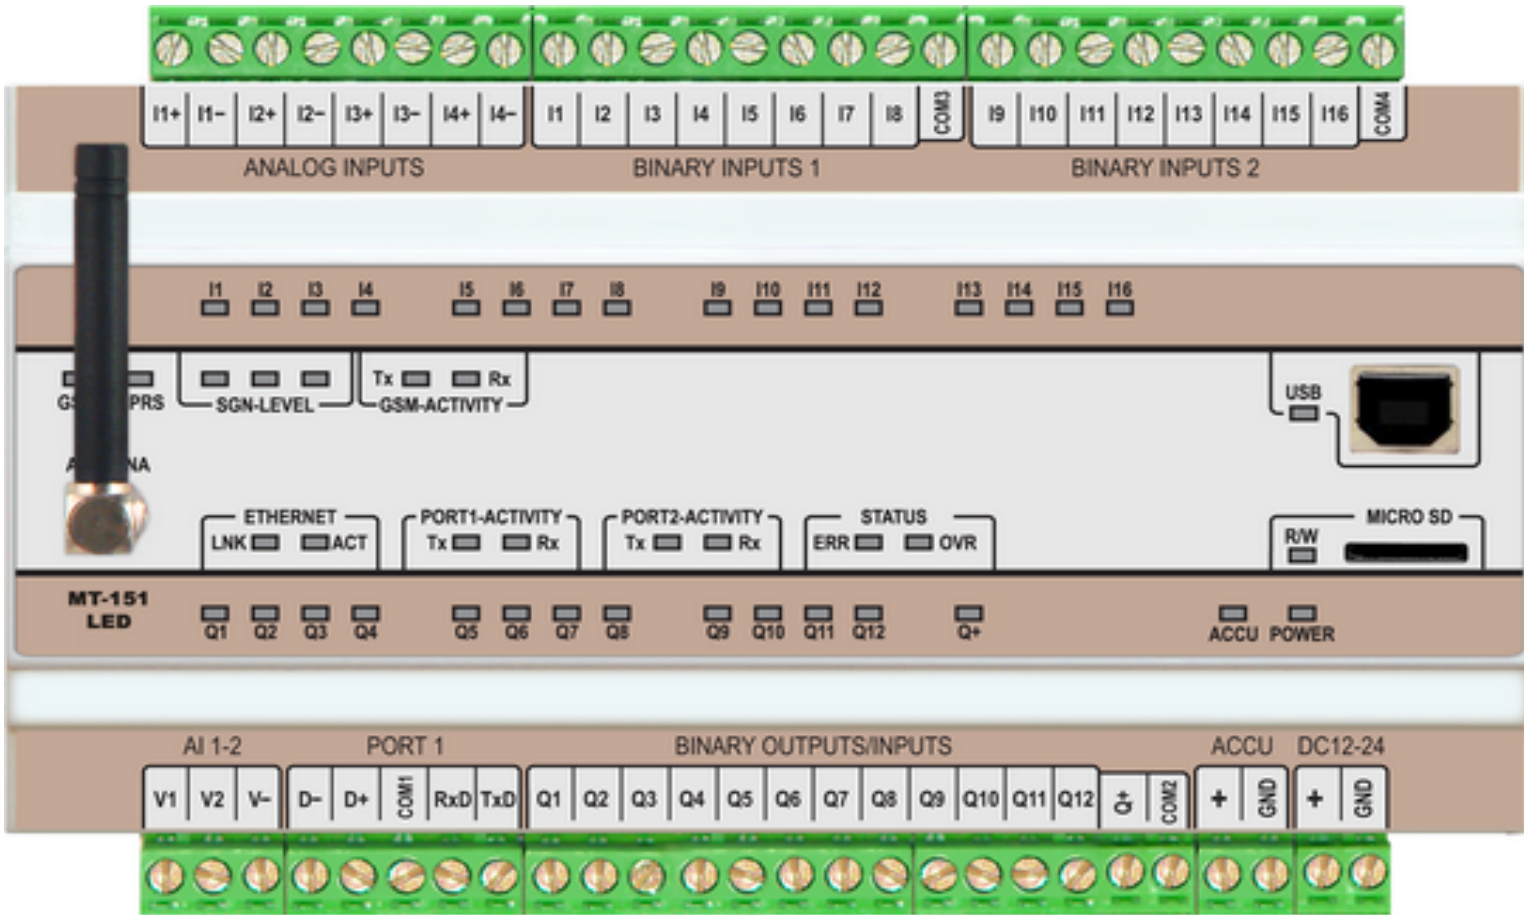 I1+ I1− I2+ I2− I3+ I3− I4+ I4− I1 I2 I3 I4 I5 I6 I7 I8 COM3 I9 I10 I11 I12 I13 I14 I15 I16 COM4
ANALOG INPUTS BINARY INPUTS 1 BINARY INPUTS 2
I1 I2 I3 I4 I5 I6 I7 I8 I9 I10 I11 I12 I13 I14 I15 I16
Tx Rx USB
PRS SGN-LEVEL GSM-ACTIVITY
ETHERNET PORT1-ACTIVITY PORT2-ACTIVITY STATUS MICRO SD
LNK ACT Tx Rx Tx Rx ERR OVR R/W
MT-151
LED
Q1 Q2 Q3 Q4 Q5 Q6 Q7 Q8 Q9 Q10 Q11 Q12 Q+ ACCU POWER
AI 1-2 PORT 1 BINARY OUTPUTS/INPUTS ACCU DC12-24
V1 V2 V− D− D+ COM1 RxD TxD Q1 Q2 Q3 Q4 Q5 Q6 Q7 Q8 Q9 Q10 Q11 Q12 Q+ COM2 + GND + GND